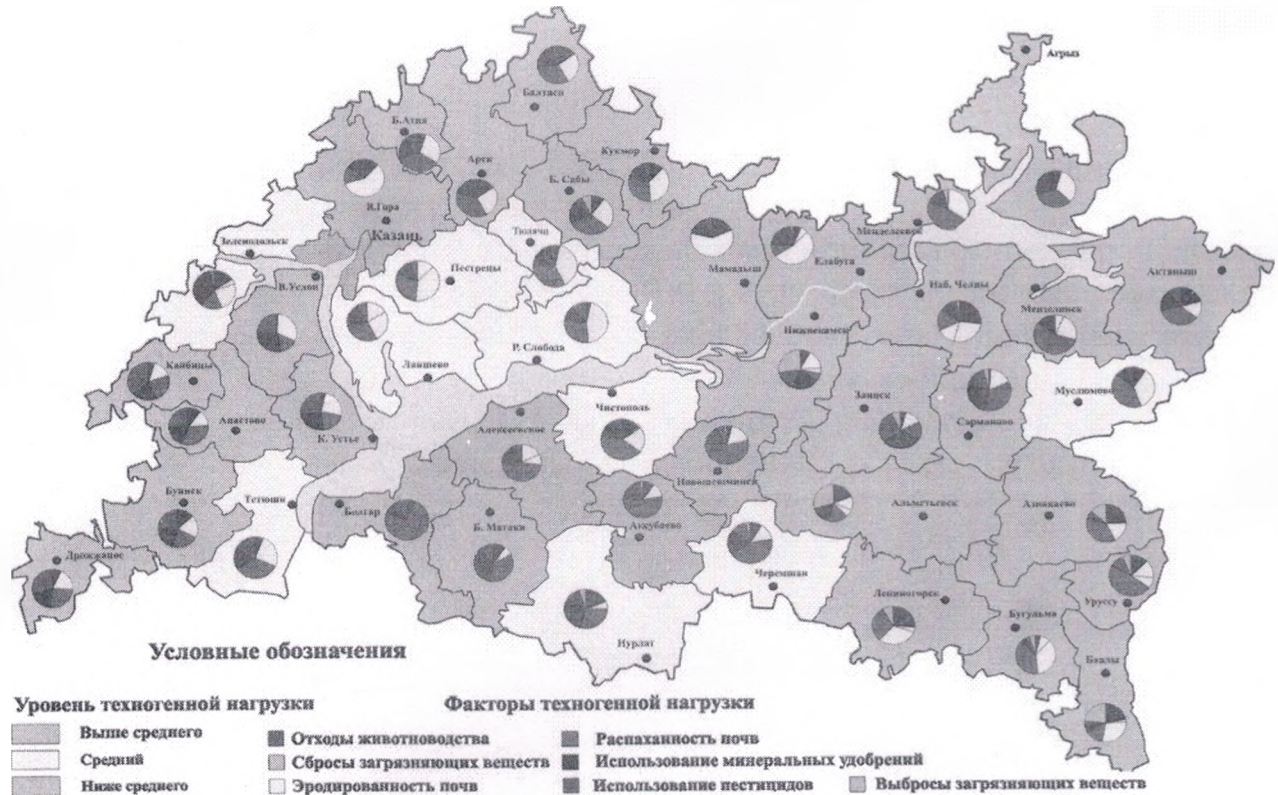 Агрыз
Балтаси
Б.Атня
Кукмор
Арск
Б. Сабы
В.Гора
Тюлячи
Казань
Менделеевск
Зеленодольск
Пестрецы
Мамадыш
Елабуга
Актаныш
В.Услон
Наб. Челны
Мензелинск
Нижнекамск
Р. Слобода
Лаишево
Кайбицы
Муслюмово
Чистополь
Заинск
Апастово
К. Устье
Алексеевское
Сарманово
Новошешминск
Буинск
Тетюши
Болгар
Альметьевск
Азнакаево
Б. Матаки
Аксубаево
Дрожжаное
Черемшан
Лениногорск
Уруссу
Бугульма
Нурлат
Бавлы
Условные обозначения
Уровень техногенной нагрузки
Выше среднего
Средний
Ниже среднего
Факторы техногенной нагрузки
Отходы животноводства
Сбросы загрязняющих веществ
Эродированность почв
Распаханность почв
Использование минеральных удобрений
Использование пестицидов
Выбросы загрязняющих веществ